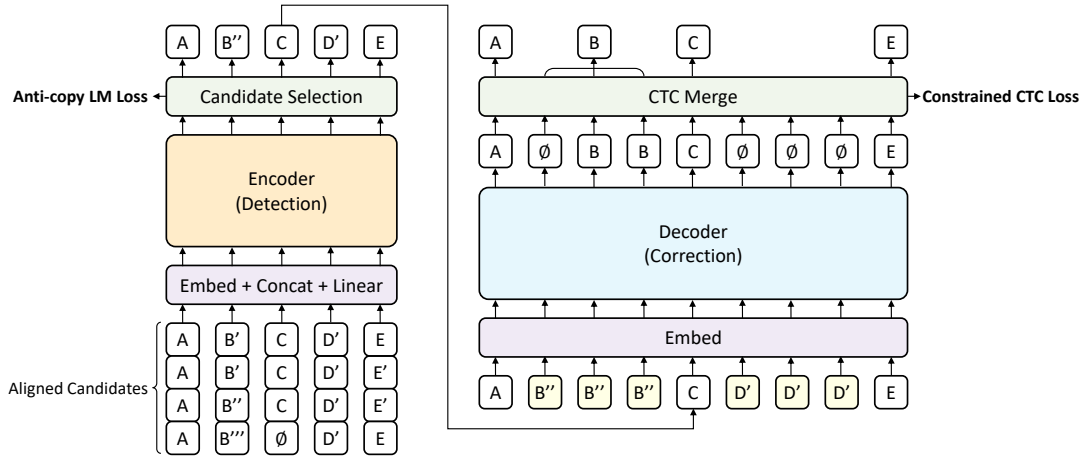 A B'' C D' E
Anti-copy LM Loss
Candidate Selection
Encoder
(Detection)
Embed + Concat + Linear
Aligned Candidates
A B' C D' E
A B' C D' E'
A B'' C D' E'
A B''' Ø D' E
A B C E
CTC Merge
Constrained CTC Loss
A Ø B B C Ø Ø Ø E
Decoder
(Correction)
Embed
A B'' B'' B'' C D' D' D' E